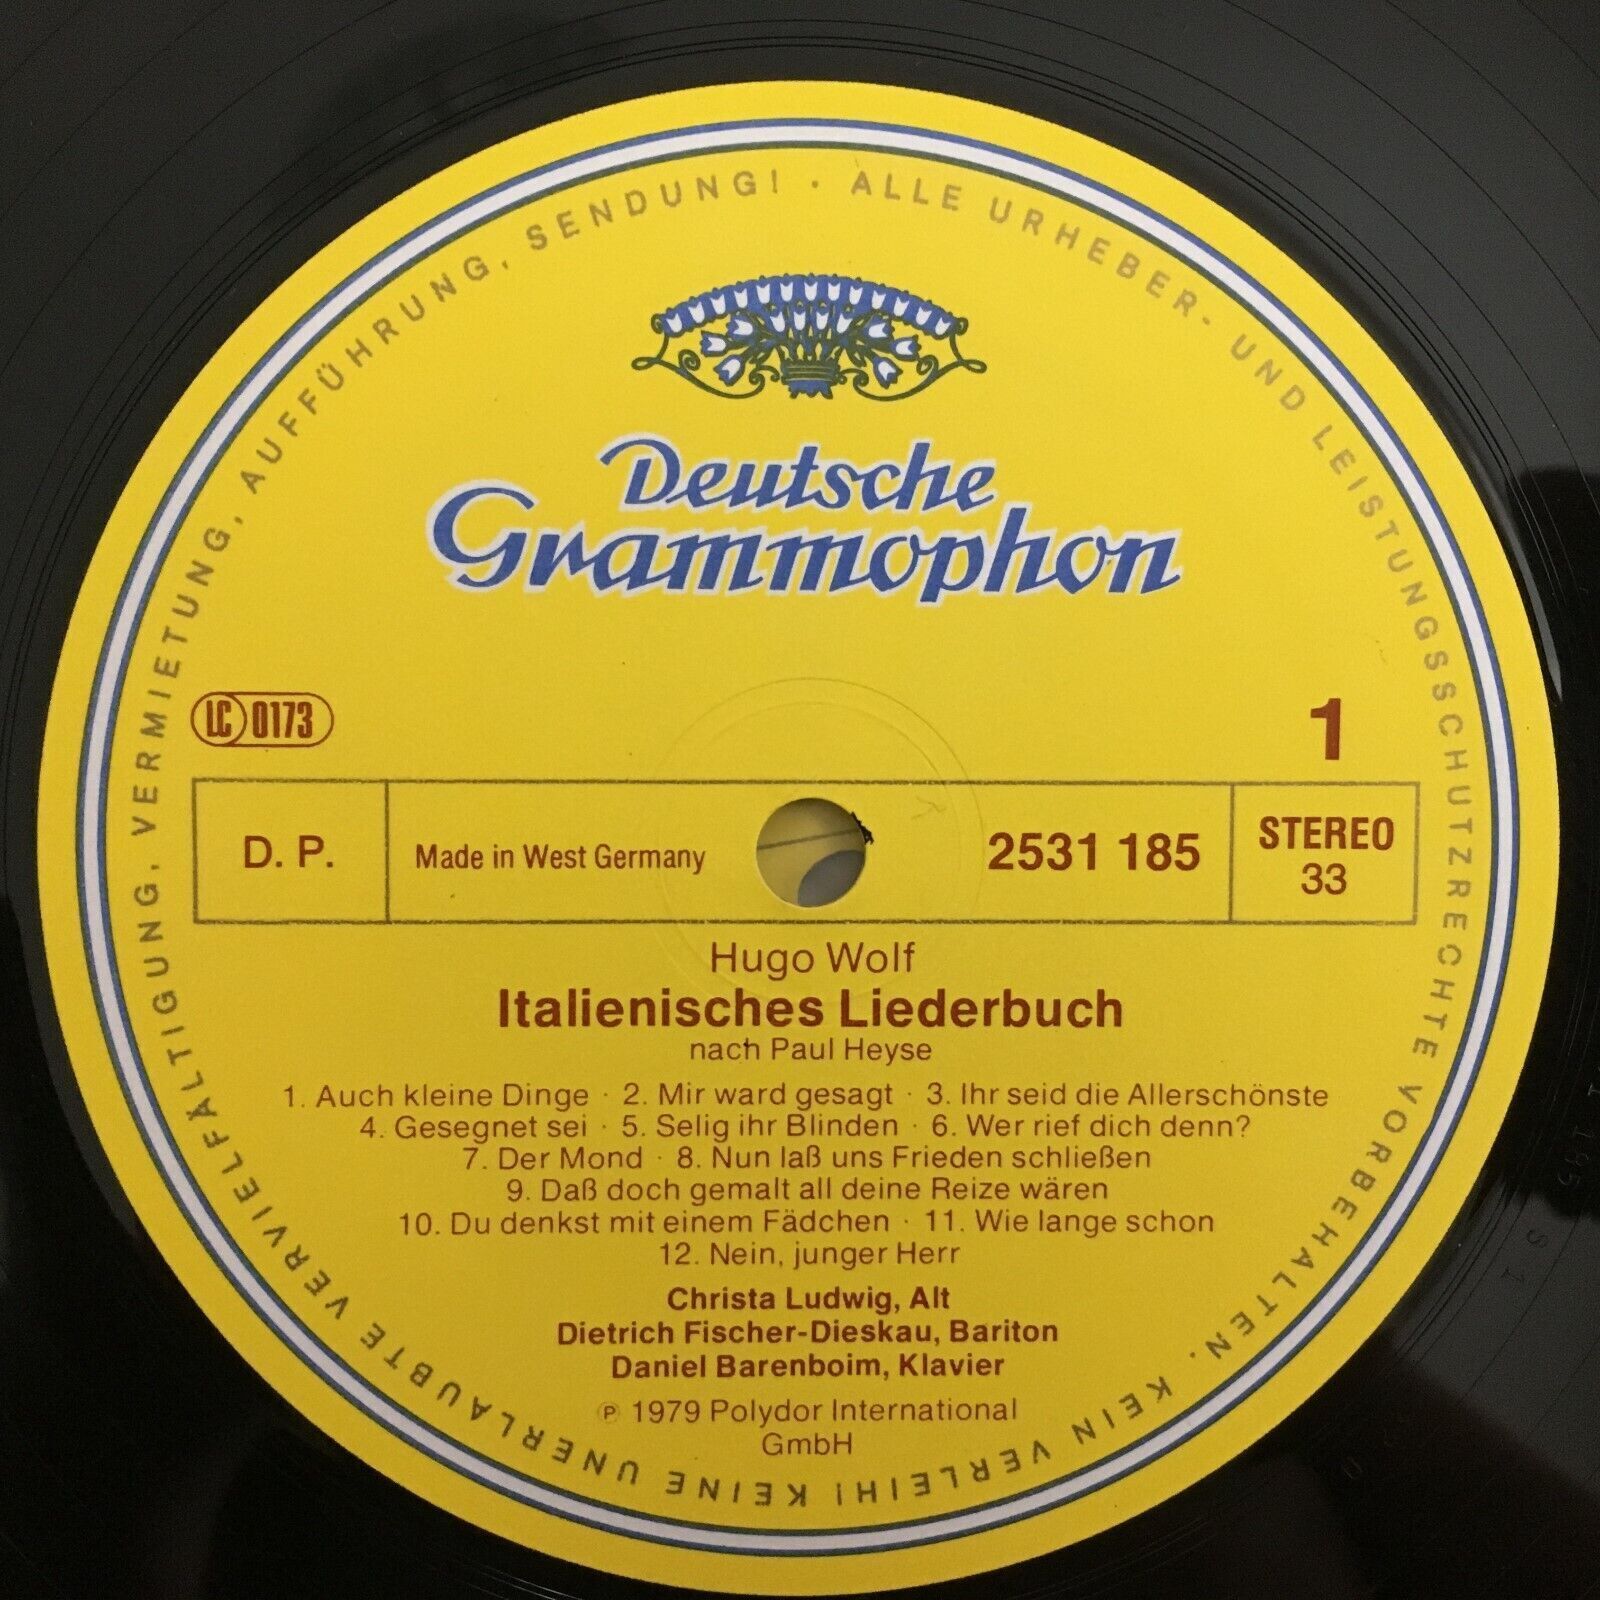 ALLE URHEBER- UND LEISTUNGSSCHUTZRECHTE VORBEHALTEN. KEIN VERLEIH! KEINE UNERLAUBTE VERVIELFÄLTIGUNG, VERMIETUNG, AUFFÜHRUNG, SENDUNG! ·
Deutsche
Grammophon
LC 0173
1
D. P.
Made in West Germany
2531 185
STEREO
33
Hugo Wolf
Italienisches Liederbuch
nach Paul Heyse
1. Auch kleine Dinge · 2. Mir ward gesagt · 3. Ihr seid die Allerschönste
4. Gesegnet sei · 5. Selig ihr Blinden · 6. Wer rief dich denn?
7. Der Mond · 8. Nun laß uns Frieden schließen
9. Daß doch gemalt all deine Reize wären
10. Du denkst mit einem Fädchen · 11. Wie lange schon
12. Nein, junger Herr
Christa Ludwig, Alt
Dietrich Fischer-Dieskau, Bariton
Daniel Barenboim, Klavier
℗ 1979 Polydor International
GmbH